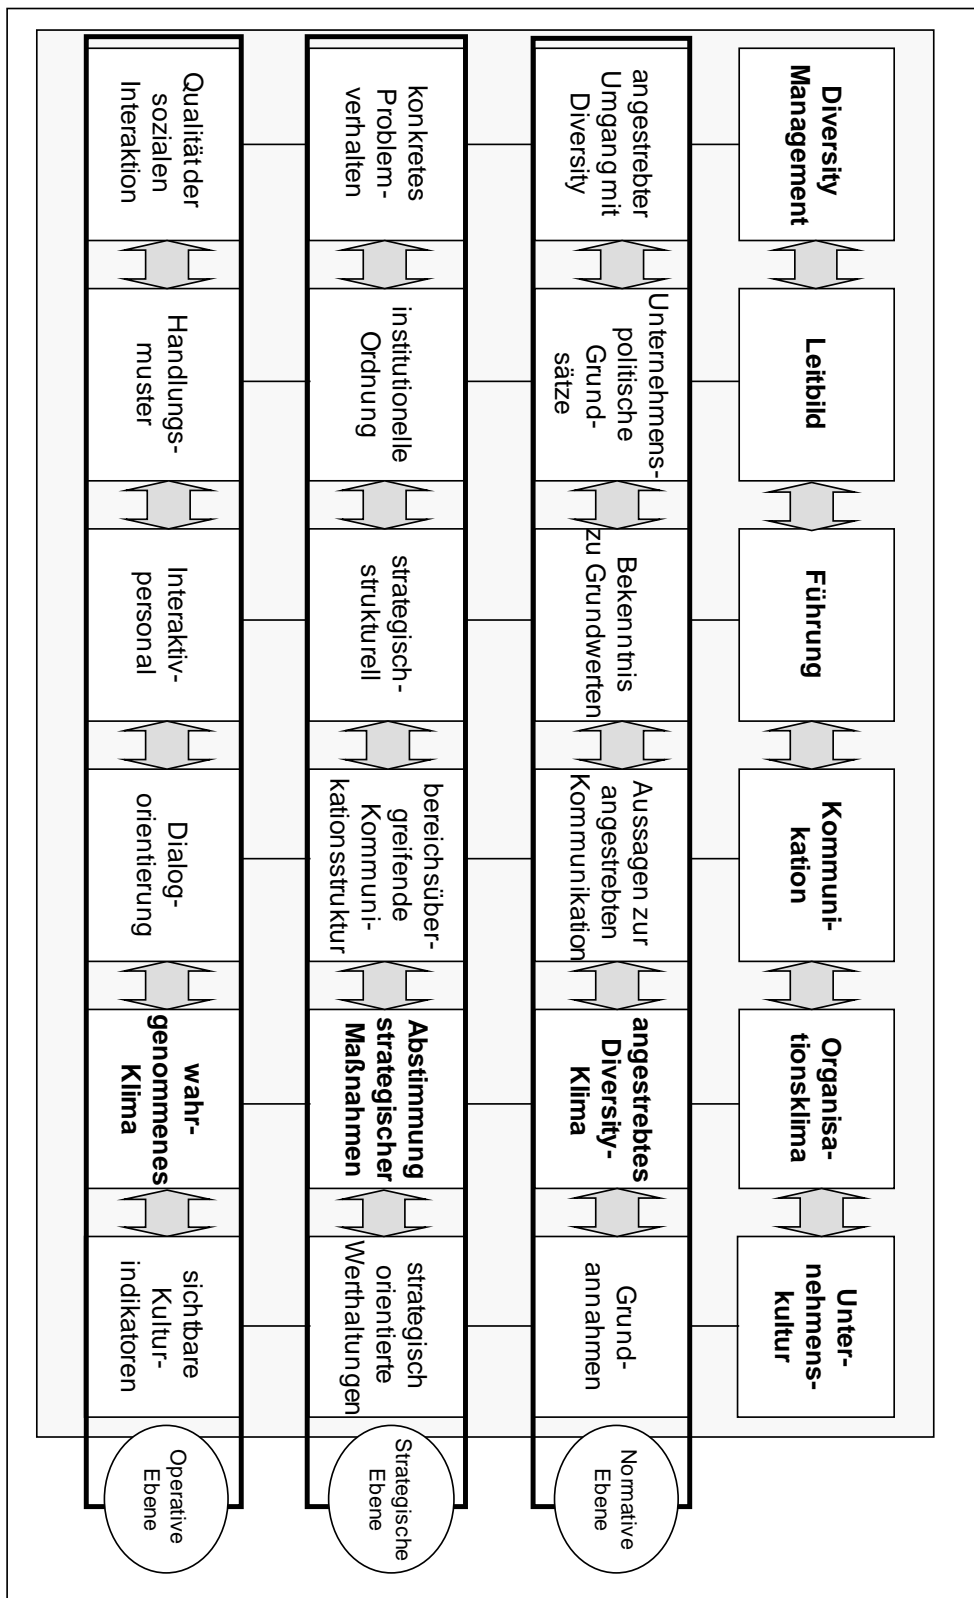 Diversity
Management
Leitbild
Führung
Kommuni-
kation
Organisa-
tionsklima
Unter-
nehmens-
kultur
angestrebter
Umgang mit
Diversity
Unternehmens-
politische
Grund-
sätze
Bekenntnis
zu Grundwerten
Aussagen zur
angestrebten
Kommunikation
angestrebtes
Diversity-
Klima
Grund-
annahmen
Normative
Ebene
konkretes
Problem-
verhalten
institutionelle
Ordnung
strategisch-
strukturell
bereichsüber-
greifende
Kommuni-
kationsstruktur
Abstimmung
strategischer
Maßnahmen
strategisch
orientierte
Werthaltungen
Strategische
Ebene
Qualität der
sozialen
Interaktion
Handlungs-
muster
Interaktiv-
personal
Dialog-
orientierung
wahr-
genommenes
Klima
sichtbare
Kultur-
indikatoren
Operative
Ebene